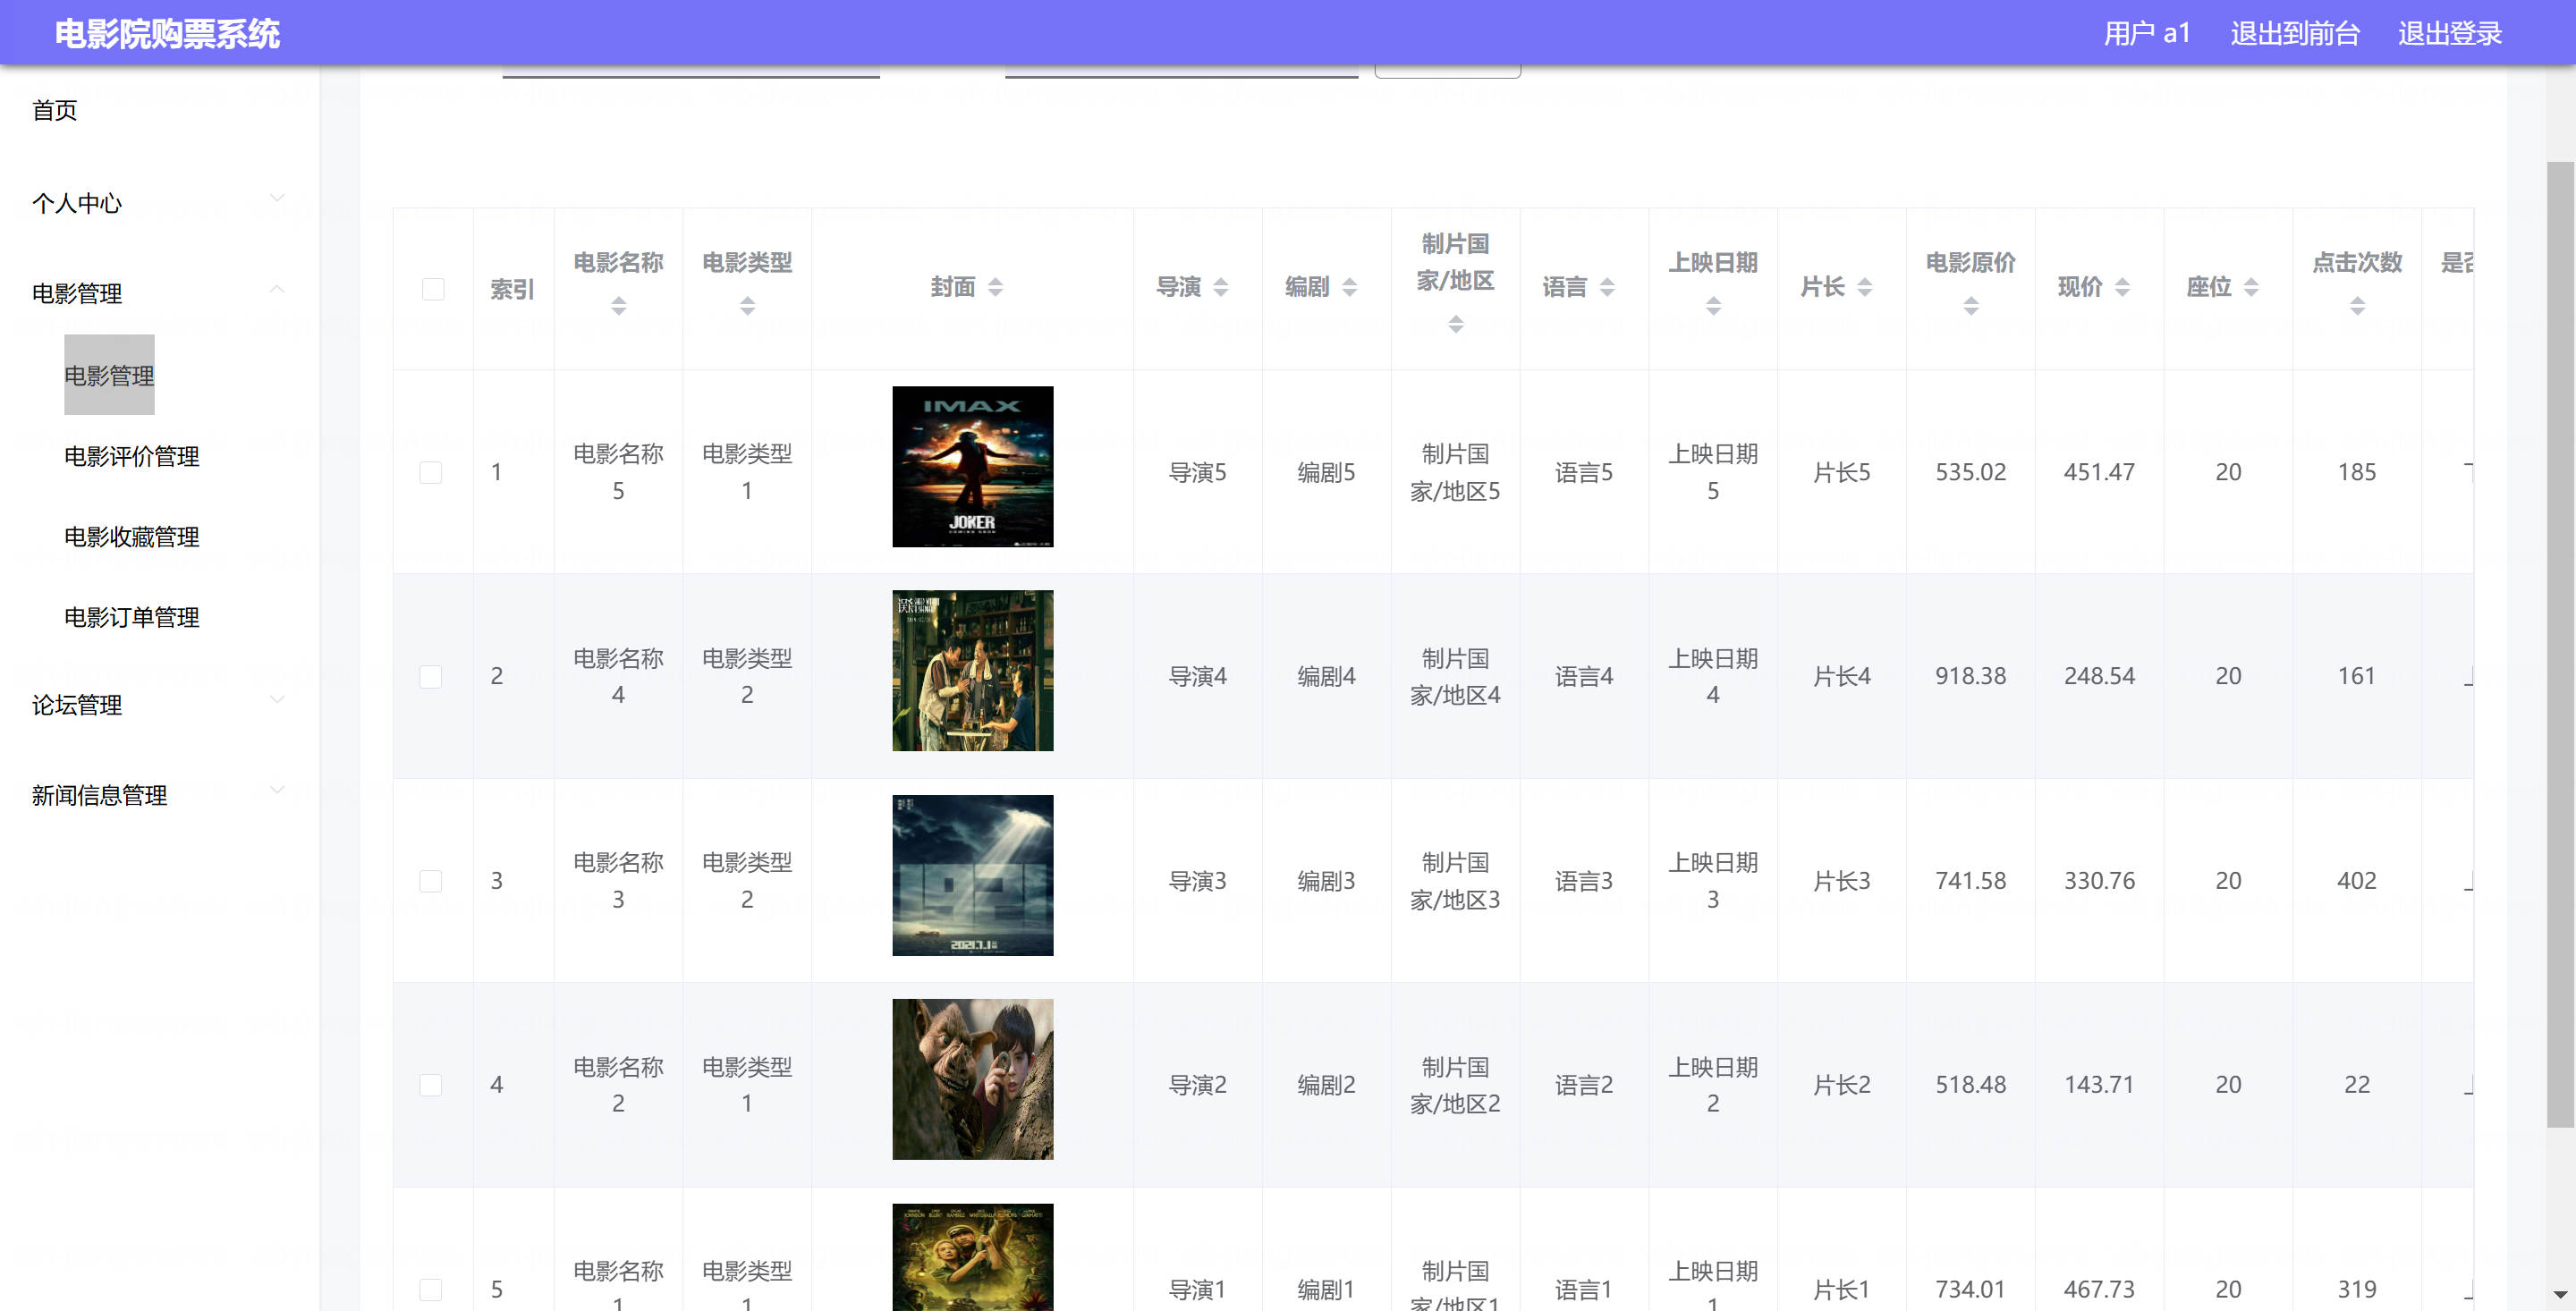 电影院购票系统 用户 a1 退出到前台 退出登录
首页
个人中心
电影管理
电影管理
电影评价管理
电影收藏管理
电影订单管理
论坛管理
新闻信息管理
索引 电影名称 电影类型 封面 导演 编剧 制片国家/地区 语言 上映日期 片长 电影原价 现价 座位 点击次数 是否
1 电影名称5 电影类型1 导演5 编剧5 制片国家/地区5 语言5 上映日期5 片长5 535.02 451.47 20 185
IMAX
JOKER
2 电影名称4 电影类型2 导演4 编剧4 制片国家/地区4 语言4 上映日期4 片长4 918.38 248.54 20 161
3 电影名称3 电影类型2 导演3 编剧3 制片国家/地区3 语言3 上映日期3 片长3 741.58 330.76 20 402
2021.7.1
4 电影名称2 电影类型1 导演2 编剧2 制片国家/地区2 语言2 上映日期2 片长2 518.48 143.71 20 22
5 电影名称1 电影类型1 导演1 编剧1 制片国家/地区1 语言1 上映日期1 片长1 734.01 467.73 20 319